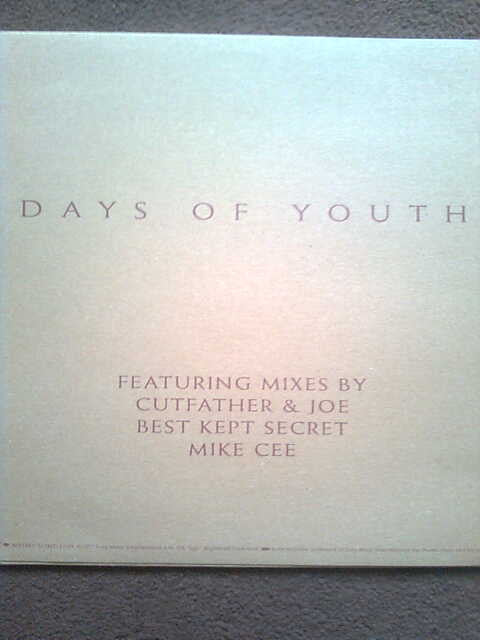 DAYS OF YOUTH
FEATURING MIXES BY
CUTFATHER & JOE
BEST KEPT SECRET
MIKE CEE